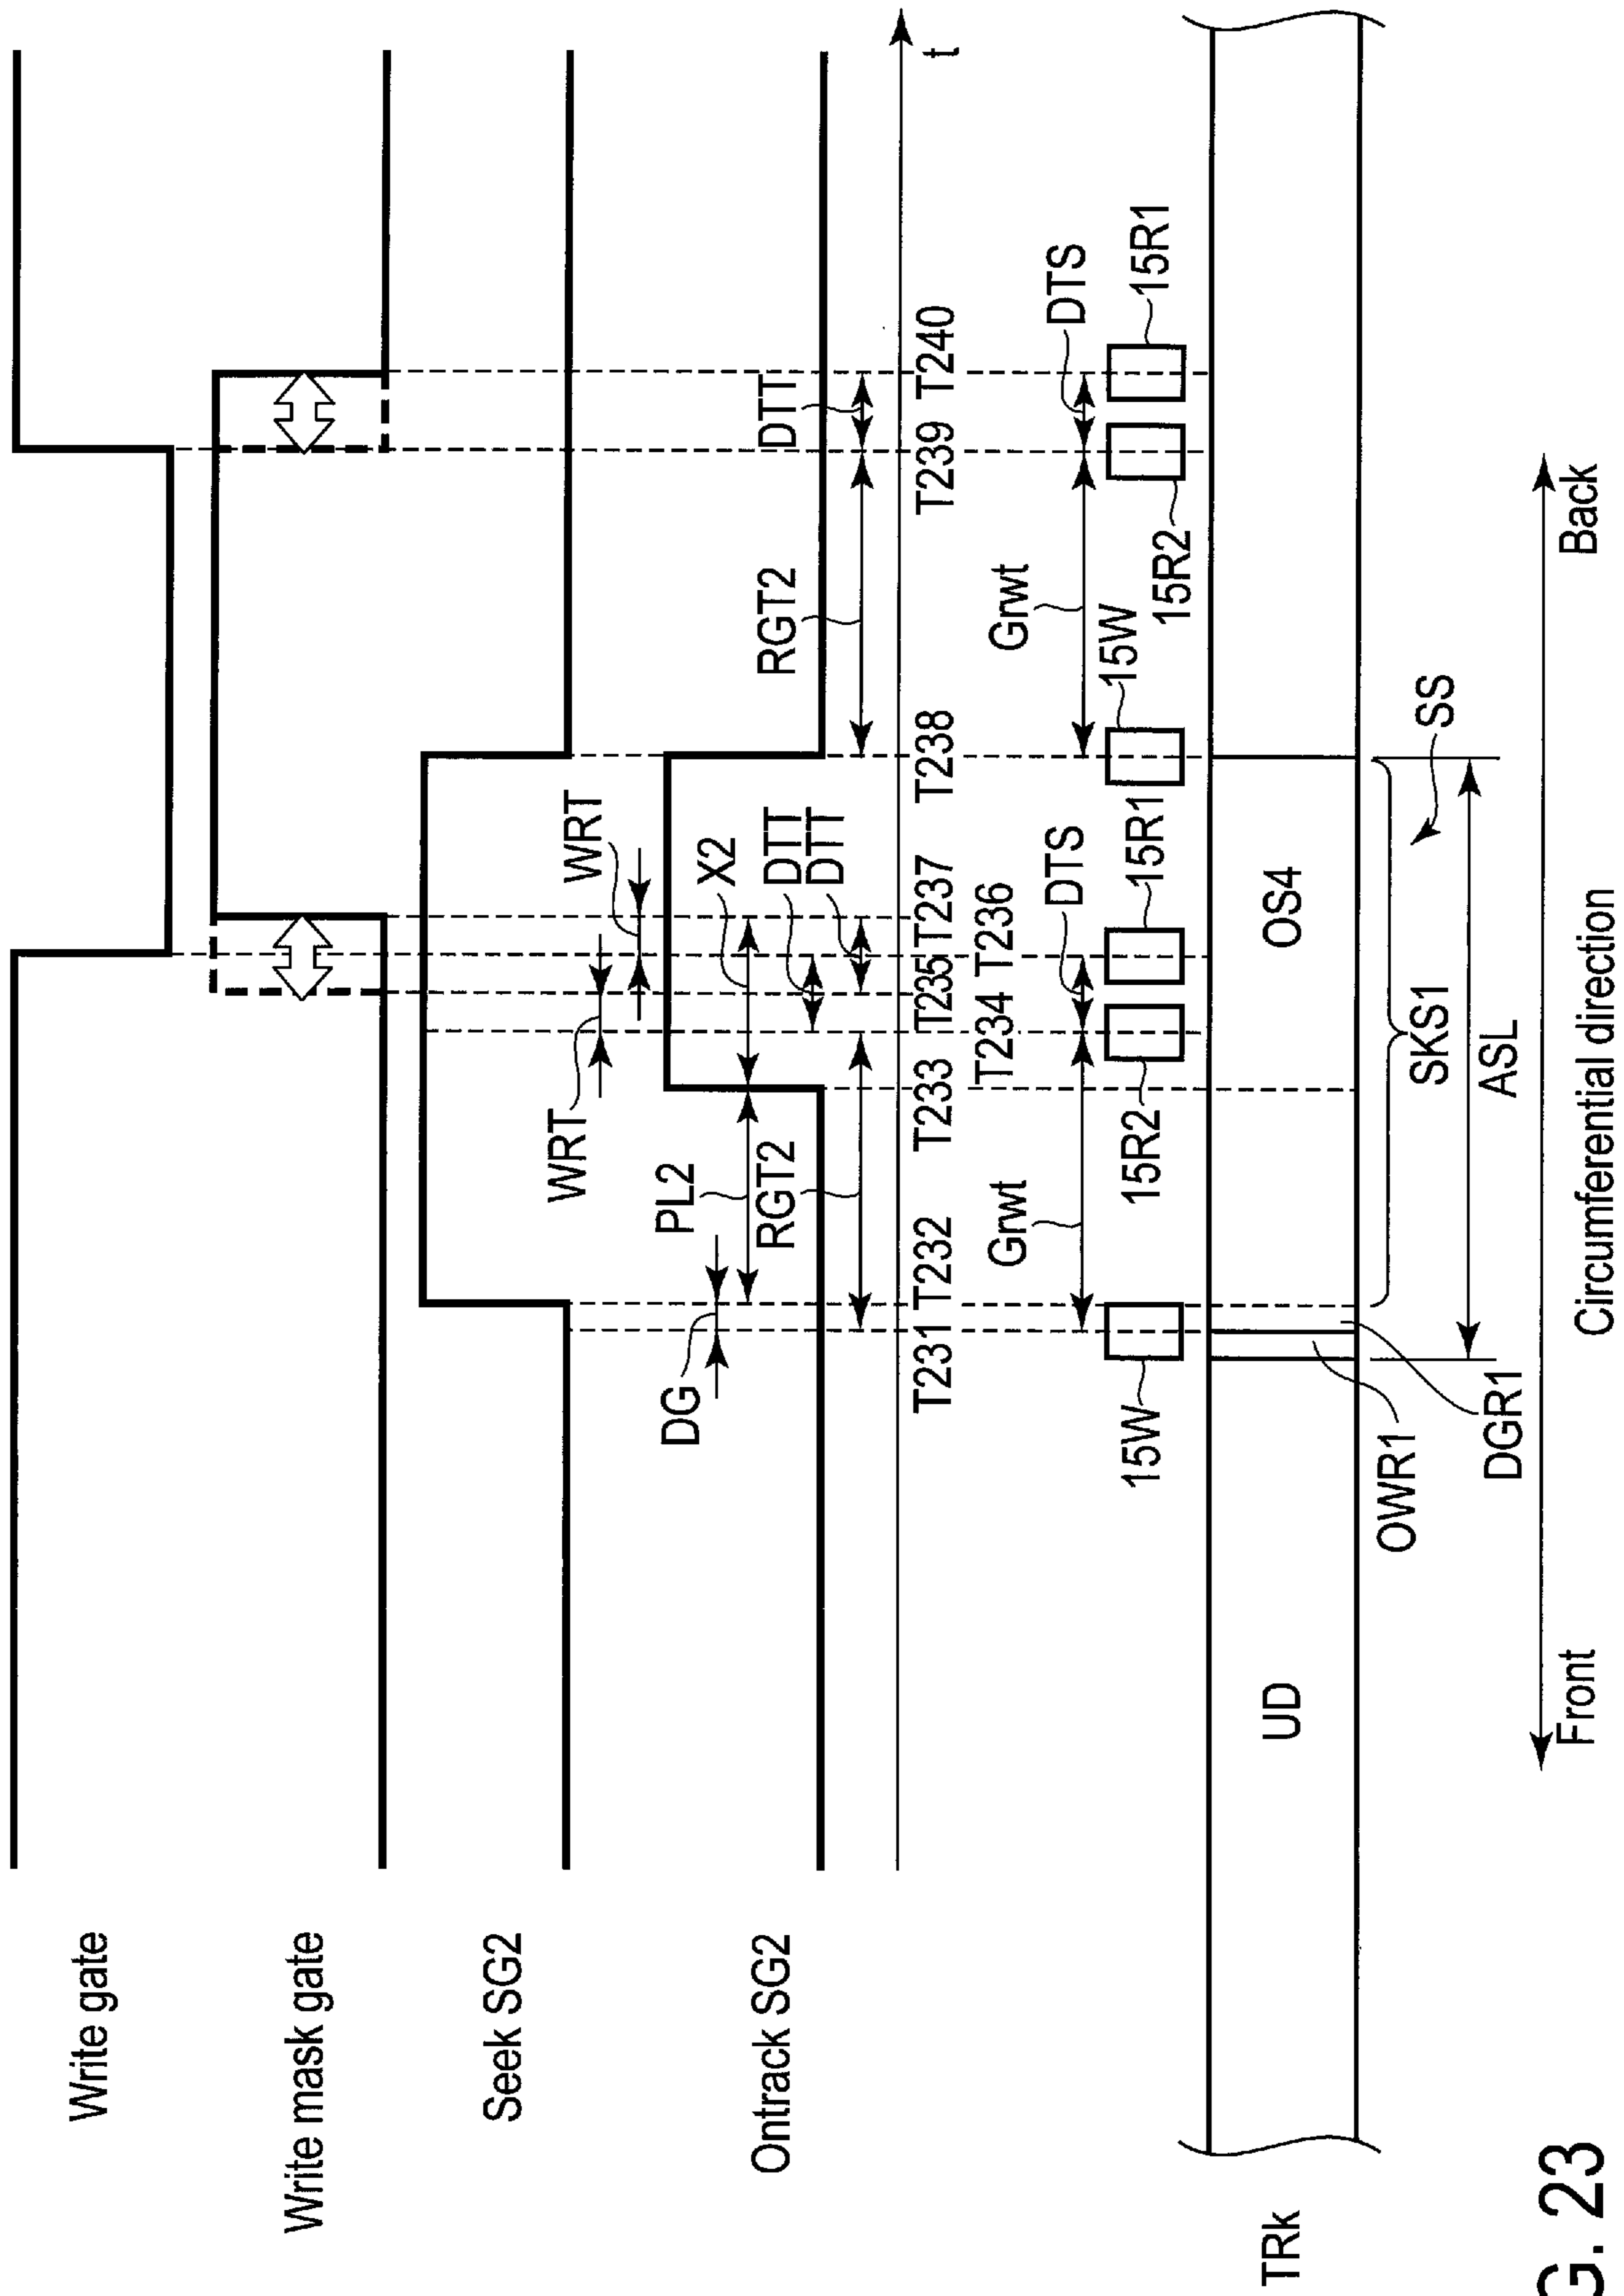 Write gate
Write mask gate
Seek SG2
WRT
WRT
Ontrack SG2
DG
PL2
X2
RGT2
DTT
DTT
RGT2
DTT
t
T231
T232
T233
T235
T237
T238
T239
T240
T234
T236
Grwt
DTS
Grwt
DTS
15W
15R2
15R1
15W
15R2
15R1
TRk
UD
OS4
OWR1
DGR1
SKS1
SS
ASL
Front
Circumferential direction
Back
G. 23